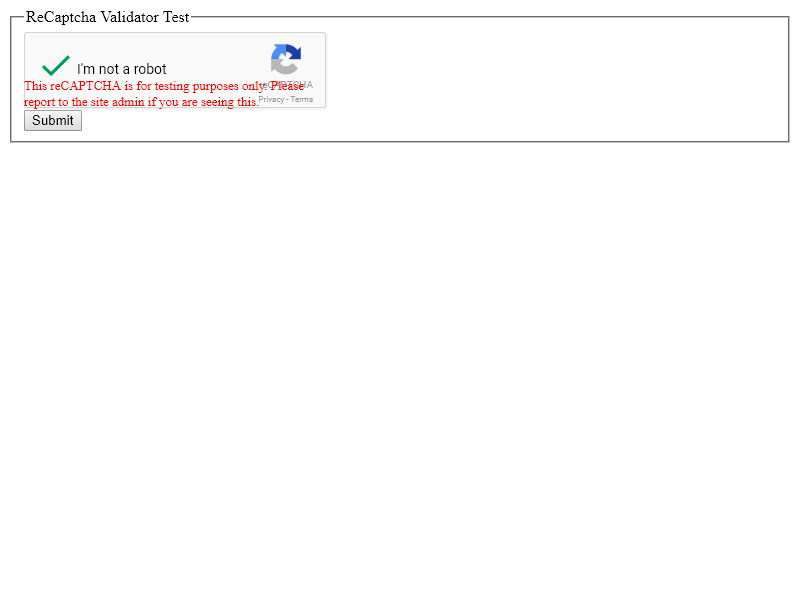 ReCaptcha Validator Test
I'm not a robot
reCAPTCHA
This reCAPTCHA is for testing purposes only. Please
report to the site admin if you are seeing this.
Privacy - Terms
Submit